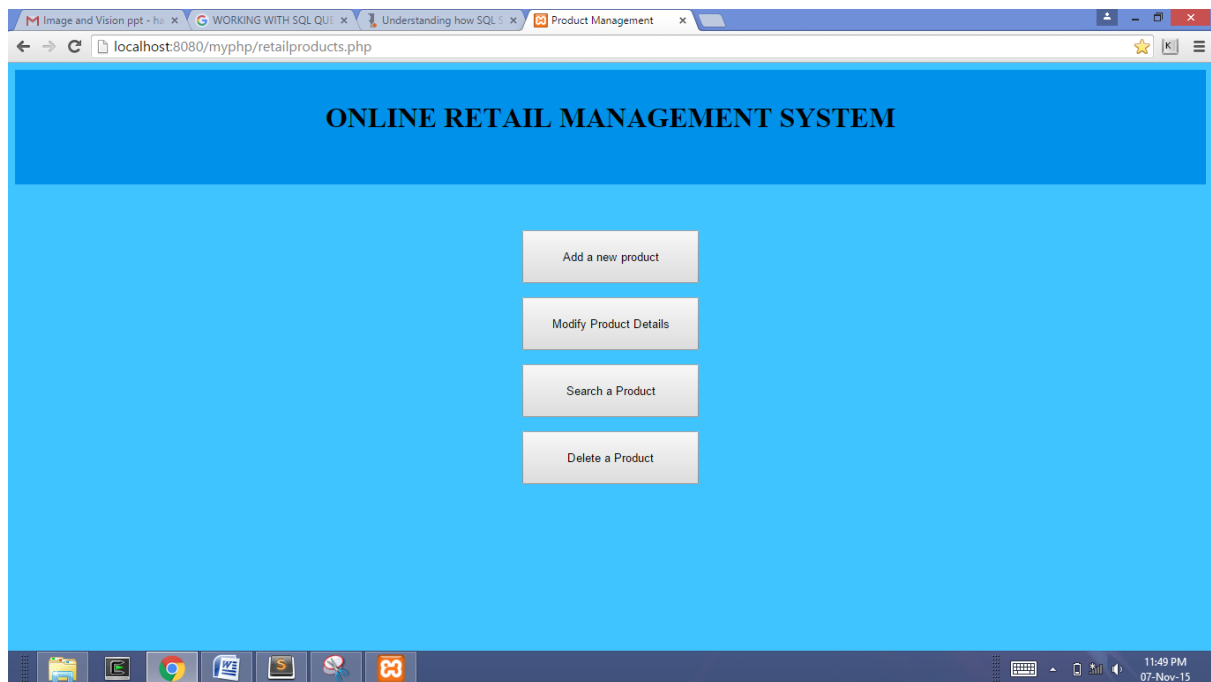 Image and Vision ppt - ha
WORKING WITH SQL QUE
Understanding how SQL S
Product Management
localhost:8080/myphp/retailproducts.php
ONLINE RETAIL MANAGEMENT SYSTEM
Add a new product
Modify Product Details
Search a Product
Delete a Product
11:49 PM
07-Nov-15